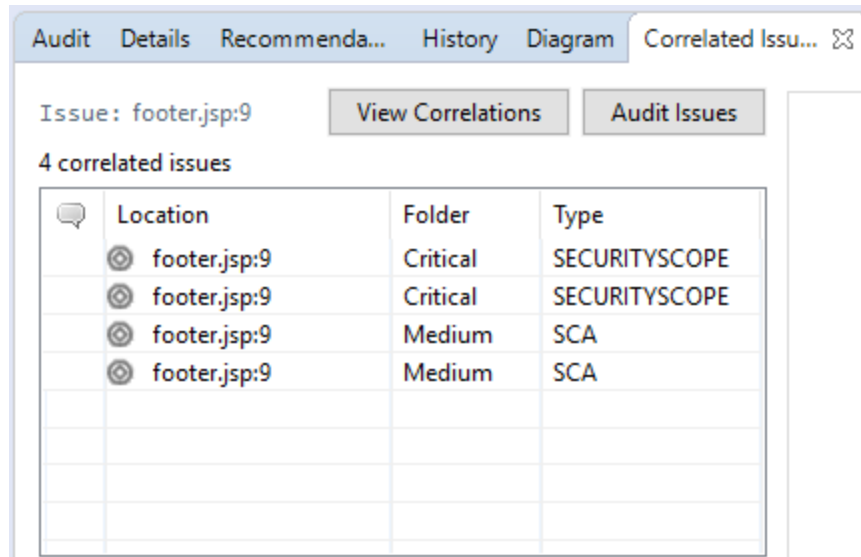 Audit Details Recommenda... History Diagram Correlated Issu...
Issue: footer.jsp:9 View Correlations Audit Issues
4 correlated issues
Location Folder Type
footer.jsp:9 Critical SECURITYSCOPE
footer.jsp:9 Critical SECURITYSCOPE
footer.jsp:9 Medium SCA
footer.jsp:9 Medium SCA